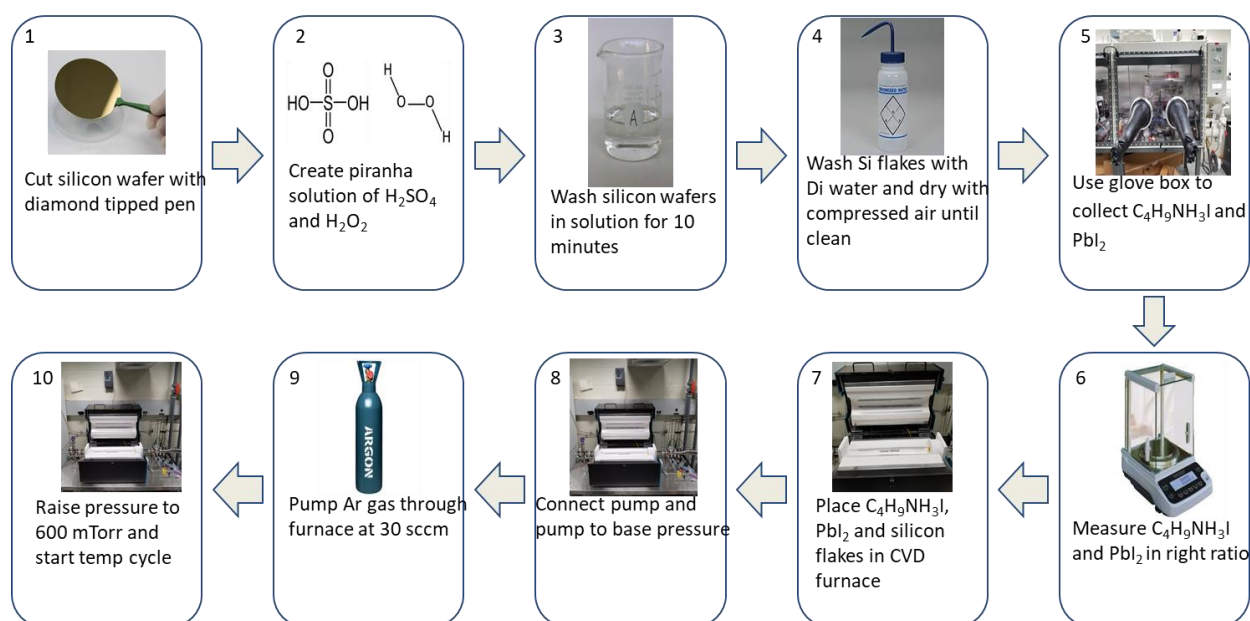 1
Cut silicon wafer with
diamond tipped pen
2
O
HO–S–OH
O
H
O–O
H
Create piranha
solution of H₂SO₄
and H₂O₂
3
A
Wash silicon wafers
in solution for 10
minutes
4
Wash Si flakes with
Di water and dry with
compressed air until
clean
5
Use glove box to
collect C₄H₉NH₃I and
PbI₂
6
Measure C₄H₉NH₃I
and PbI₂ in right ratio
7
Place C₄H₉NH₃I,
PbI₂ and silicon
flakes in CVD
furnace
8
Connect pump and
pump to base pressure
9
ARGON
Pump Ar gas through
furnace at 30 sccm
10
Raise pressure to
600 mTorr and
start temp cycle